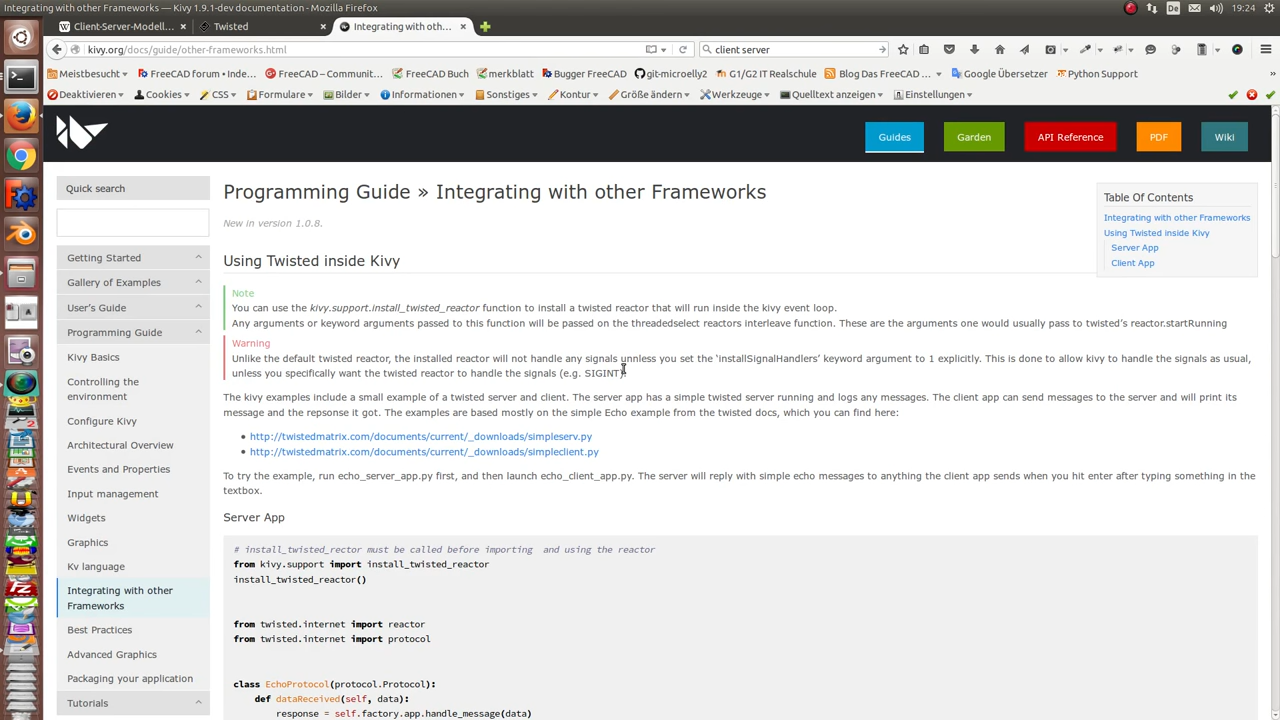 Integrating with other Frameworks — Kivy 1.9.1-dev documentation - Mozilla Firefox
De
19:24
Client-Server-Modell...
Twisted
Integrating with oth...
kivy.org/docs/guide/other-frameworks.html
client server
Meistbesucht
FreeCAD forum • Inde...
FreeCAD – Communit...
FreeCAD Buch
merkblatt
Bugger FreeCAD
git-microelly2
G1/G2 IT Realschule
Blog Das FreeCAD ...
Google Übersetzer
Python Support
Deaktivieren
Cookies
CSS
Formulare
Bilder
Informationen
Sonstiges
Kontur
Größe ändern
Werkzeuge
Quelltext anzeigen
Einstellungen
Guides
Garden
API Reference
PDF
Wiki
Quick search
Getting Started
Gallery of Examples
User's Guide
Programming Guide
Kivy Basics
Controlling the
environment
Configure Kivy
Architectural Overview
Events and Properties
Input management
Widgets
Graphics
Kv language
Integrating with other
Frameworks
Best Practices
Advanced Graphics
Packaging your application
Tutorials
Programming Guide » Integrating with other Frameworks
New in version 1.0.8.
Using Twisted inside Kivy
Note
You can use the kivy.support.install_twisted_reactor function to install a twisted reactor that will run inside the kivy event loop.
Any arguments or keyword arguments passed to this function will be passed on the threadedselect reactors interleave function. These are the arguments one would usually pass to twisted's reactor.startRunning
Warning
Unlike the default twisted reactor, the installed reactor will not handle any signals unnless you set the 'installSignalHandlers' keyword argument to 1 explicitly. This is done to allow kivy to handle the signals as usual,
unless you specifically want the twisted reactor to handle the signals (e.g. SIGINT).
The kivy examples include a small example of a twisted server and client. The server app has a simple twisted server running and logs any messages. The client app can send messages to the server and will print its
message and the repsonse it got. The examples are based mostly on the simple Echo example from the twisted docs, which you can find here:
http://twistedmatrix.com/documents/current/_downloads/simpleserv.py
http://twistedmatrix.com/documents/current/_downloads/simpleclient.py
To try the example, run echo_server_app.py first, and then launch echo_client_app.py. The server will reply with simple echo messages to anything the client app sends when you hit enter after typing something in the
textbox.
Server App
# install_twisted_rector must be called before importing and using the reactor
from kivy.support import install_twisted_reactor
install_twisted_reactor()
from twisted.internet import reactor
from twisted.internet import protocol
class EchoProtocol(protocol.Protocol):
def dataReceived(self, data):
response = self.factory.app.handle_message(data)
Table Of Contents
Integrating with other Frameworks
Using Twisted inside Kivy
Server App
Client App